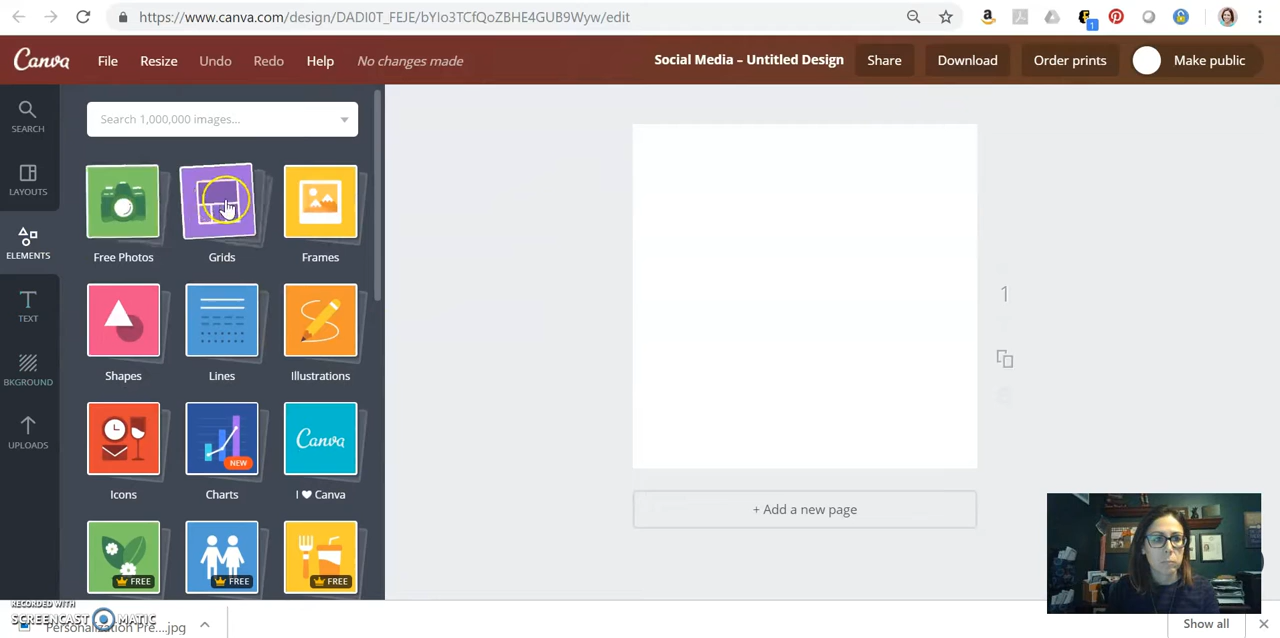 https://www.canva.com/design/DADI0T_FEJE/bYIo3TCfQoZBHE4GUB9Wyw/edit
1
Canva
File
Resize
Undo
Redo
Help
No changes made
Social Media – Untitled Design
Share
Download
Order prints
Make public
SEARCH
LAYOUTS
ELEMENTS
TEXT
BKGROUND
UPLOADS
Search 1,000,000 images...
Free Photos
Grids
Frames
Shapes
Lines
Illustrations
NEW
Canva
Icons
Charts
I ♥ Canva
FREE
FREE
FREE
1
+ Add a new page
RECORDED WITH
SCREENCAST MATIC
Personalization Pre....jpg
Show all